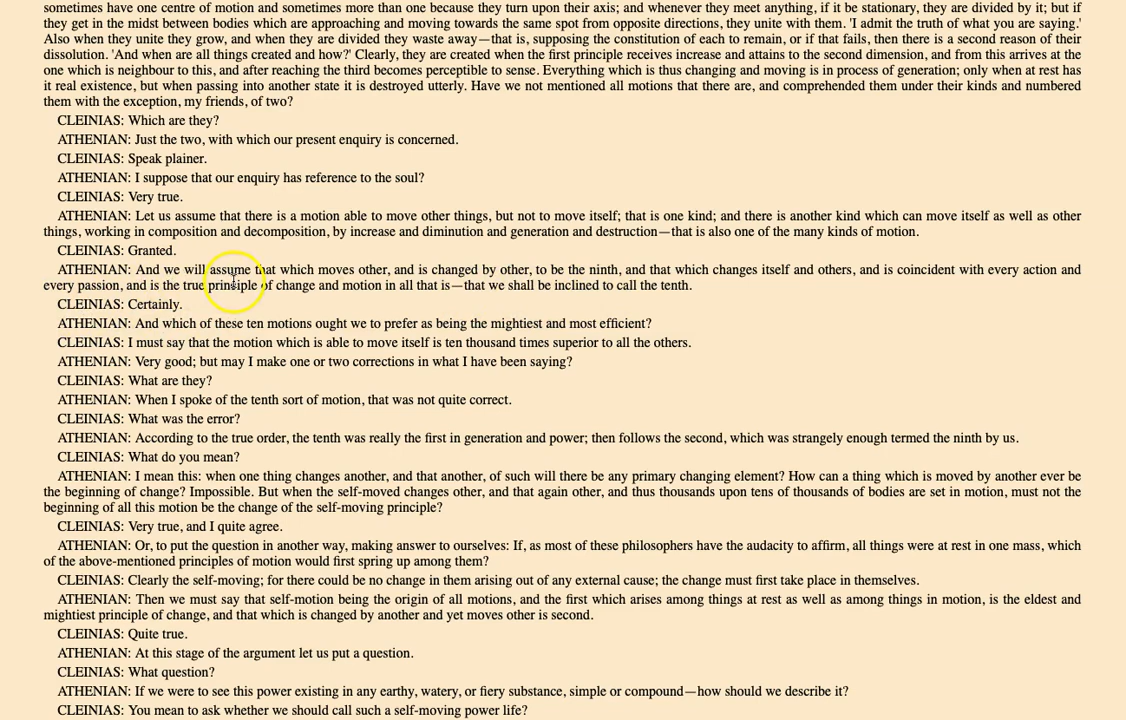 sometimes have one centre of motion and sometimes more than one because they turn upon their axis; and whenever they meet anything, if it be stationary, they are divided by it; but if
they get in the midst between bodies which are approaching and moving towards the same spot from opposite directions, they unite with them. 'I admit the truth of what you are saying.'
Also when they unite they grow, and when they are divided they waste away—that is, supposing the constitution of each to remain, or if that fails, then there is a second reason of their
dissolution. 'And when are all things created and how?' Clearly, they are created when the first principle receives increase and attains to the second dimension, and from this arrives at the
one which is neighbour to this, and after reaching the third becomes perceptible to sense. Everything which is thus changing and moving is in process of generation; only when at rest has
it real existence, but when passing into another state it is destroyed utterly. Have we not mentioned all motions that there are, and comprehended them under their kinds and numbered
them with the exception, my friends, of two?
CLEINIAS: Which are they?
ATHENIAN: Just the two, with which our present enquiry is concerned.
CLEINIAS: Speak plainer.
ATHENIAN: I suppose that our enquiry has reference to the soul?
CLEINIAS: Very true.
ATHENIAN: Let us assume that there is a motion able to move other things, but not to move itself; that is one kind; and there is another kind which can move itself as well as other
things, working in composition and decomposition, by increase and diminution and generation and destruction—that is also one of the many kinds of motion.
CLEINIAS: Granted.
ATHENIAN: And we will assume that which moves other, and is changed by other, to be the ninth, and that which changes itself and others, and is coincident with every action and
every passion, and is the true principle of change and motion in all that is—that we shall be inclined to call the tenth.
CLEINIAS: Certainly.
ATHENIAN: And which of these ten motions ought we to prefer as being the mightiest and most efficient?
CLEINIAS: I must say that the motion which is able to move itself is ten thousand times superior to all the others.
ATHENIAN: Very good; but may I make one or two corrections in what I have been saying?
CLEINIAS: What are they?
ATHENIAN: When I spoke of the tenth sort of motion, that was not quite correct.
CLEINIAS: What was the error?
ATHENIAN: According to the true order, the tenth was really the first in generation and power; then follows the second, which was strangely enough termed the ninth by us.
CLEINIAS: What do you mean?
ATHENIAN: I mean this: when one thing changes another, and that another, of such will there be any primary changing element? How can a thing which is moved by another ever be
the beginning of change? Impossible. But when the self-moved changes other, and that again other, and thus thousands upon tens of thousands of bodies are set in motion, must not the
beginning of all this motion be the change of the self-moving principle?
CLEINIAS: Very true, and I quite agree.
ATHENIAN: Or, to put the question in another way, making answer to ourselves: If, as most of these philosophers have the audacity to affirm, all things were at rest in one mass, which
of the above-mentioned principles of motion would first spring up among them?
CLEINIAS: Clearly the self-moving; for there could be no change in them arising out of any external cause; the change must first take place in themselves.
ATHENIAN: Then we must say that self-motion being the origin of all motions, and the first which arises among things at rest as well as among things in motion, is the eldest and
mightiest principle of change, and that which is changed by another and yet moves other is second.
CLEINIAS: Quite true.
ATHENIAN: At this stage of the argument let us put a question.
CLEINIAS: What question?
ATHENIAN: If we were to see this power existing in any earthy, watery, or fiery substance, simple or compound—how should we describe it?
CLEINIAS: You mean to ask whether we should call such a self-moving power life?